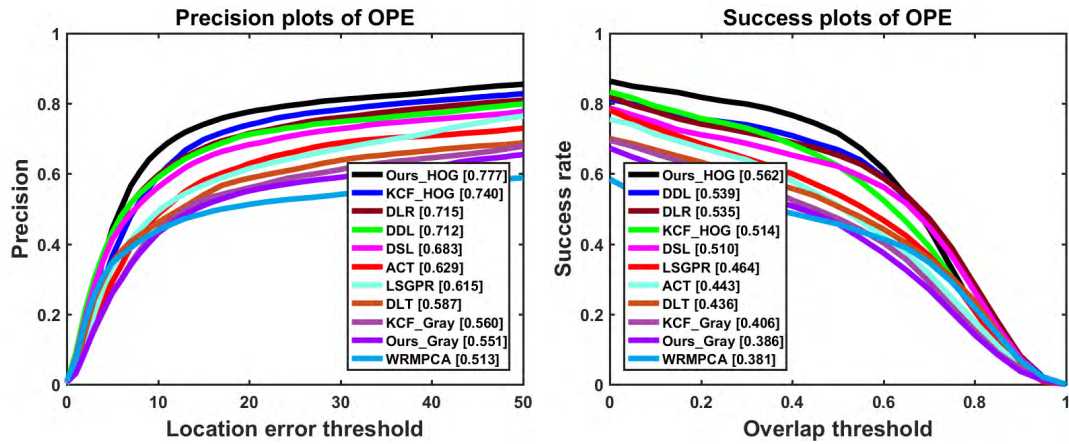 Precision plots of OPE
1
0.8
0.6
0.4
0.2
0
Precision
0 10 20 30 40 50
Location error threshold
Ours_HOG [0.777]
KCF_HOG [0.740]
DLR [0.715]
DDL [0.712]
DSL [0.683]
ACT [0.629]
LSGPR [0.615]
DLT [0.587]
KCF_Gray [0.560]
Ours_Gray [0.551]
WRMPCA [0.513]
Success plots of OPE
1
0.8
0.6
0.4
0.2
0
Success rate
0 0.2 0.4 0.6 0.8 1
Overlap threshold
Ours_HOG [0.562]
DDL [0.539]
DLR [0.535]
KCF_HOG [0.514]
DSL [0.510]
LSGPR [0.464]
ACT [0.443]
DLT [0.436]
KCF_Gray [0.406]
Ours_Gray [0.386]
WRMPCA [0.381]